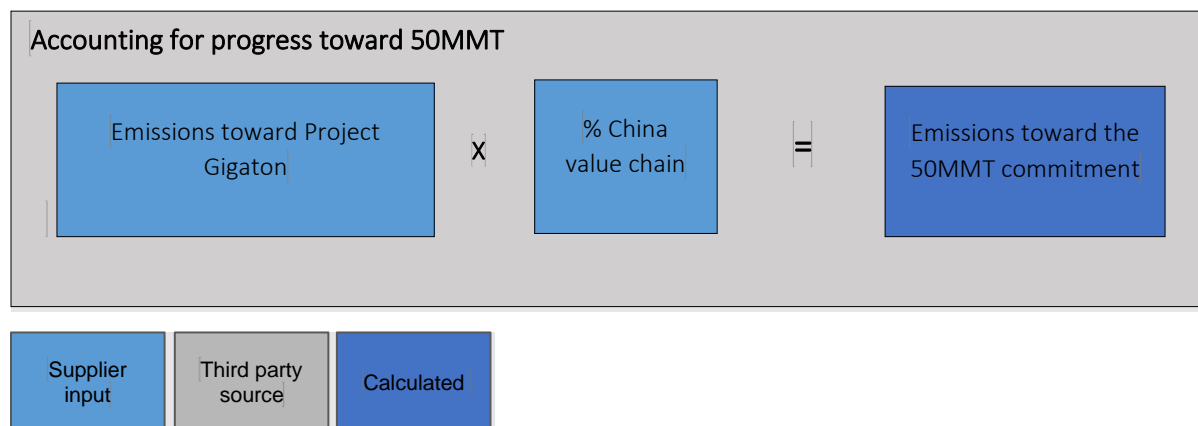 Accounting for progress toward 50MMT
Emissions toward Project
Gigaton
x
% China
value chain
=
Emissions toward the
50MMT commitment
Supplier
input
Third party
source
Calculated